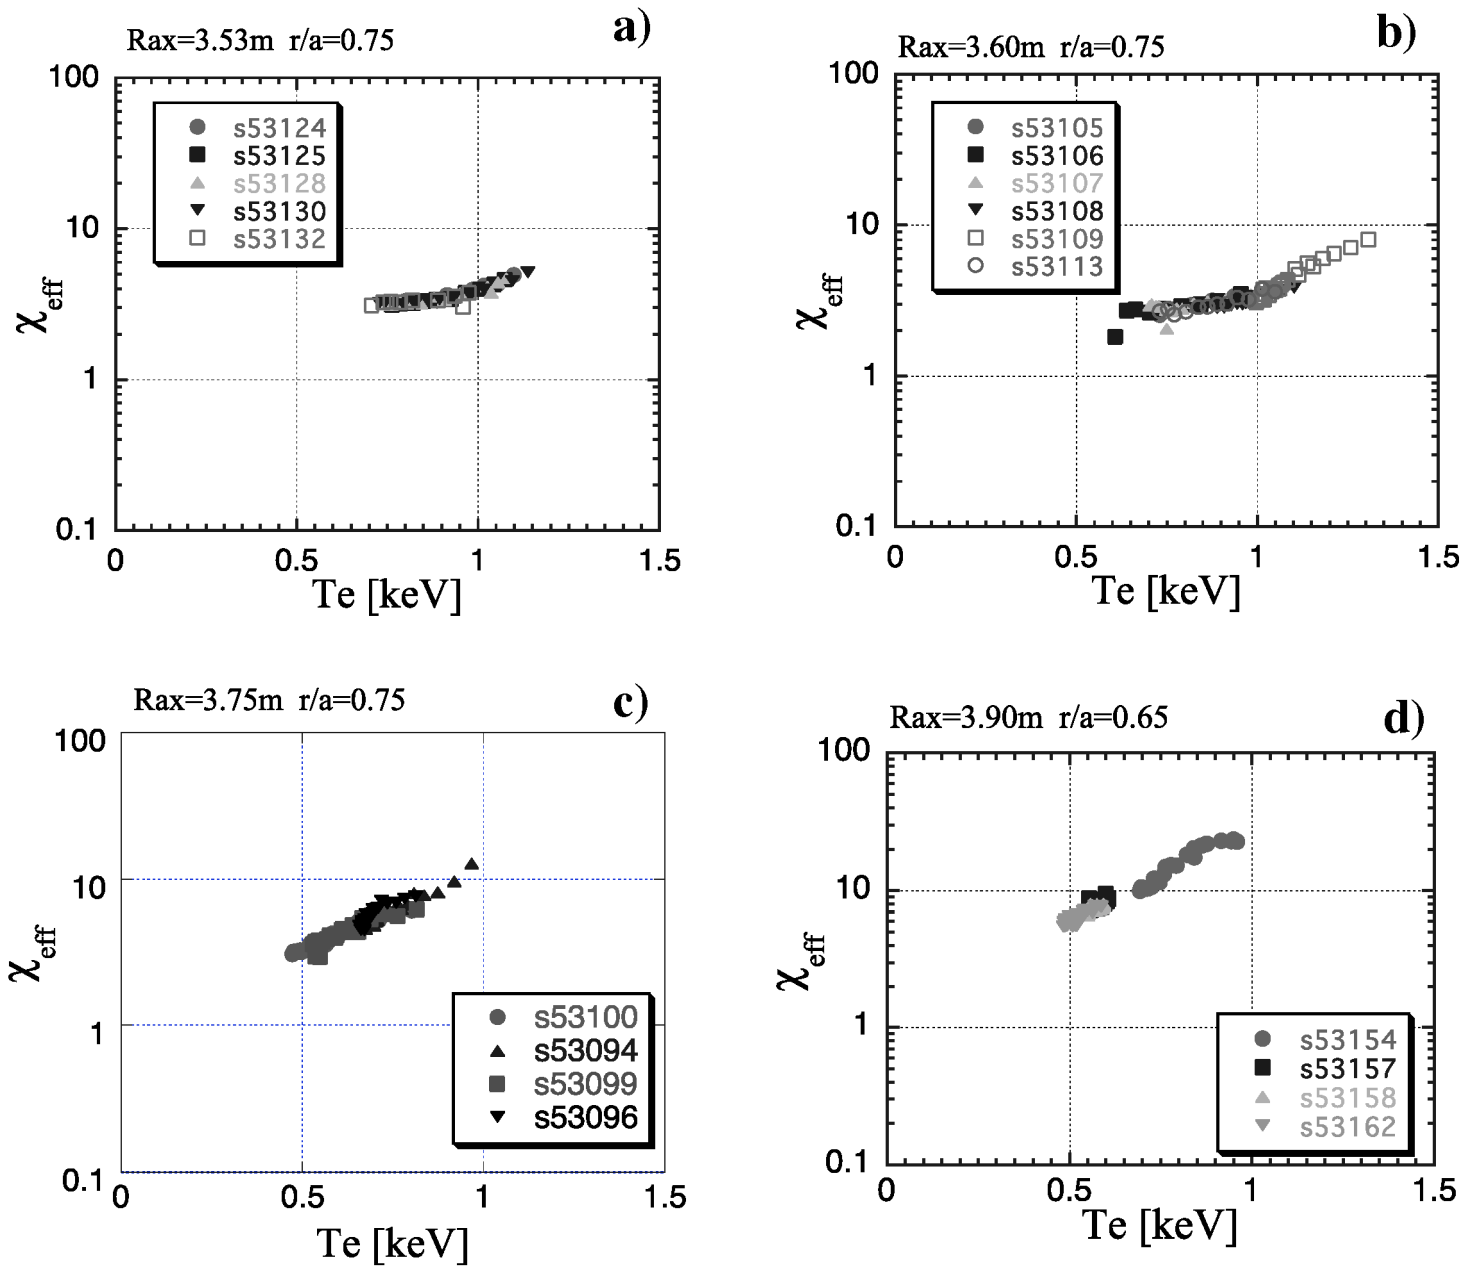 Rax=3.53m r/a=0.75
a)
100
10
1
0.1
χeff
s53124
s53125
s53128
s53130
s53132
0
0.5
1
1.5
Te [keV]
Rax=3.60m r/a=0.75
b)
100
10
1
0.1
χeff
s53105
s53106
s53107
s53108
s53109
s53113
0
0.5
1
1.5
Te [keV]
Rax=3.75m r/a=0.75
c)
100
10
1
0.1
χeff
s53100
s53094
s53099
s53096
0
0.5
1
1.5
Te [keV]
Rax=3.90m r/a=0.65
d)
100
10
1
0.1
χeff
s53154
s53157
s53158
s53162
0
0.5
1
1.5
Te [keV]